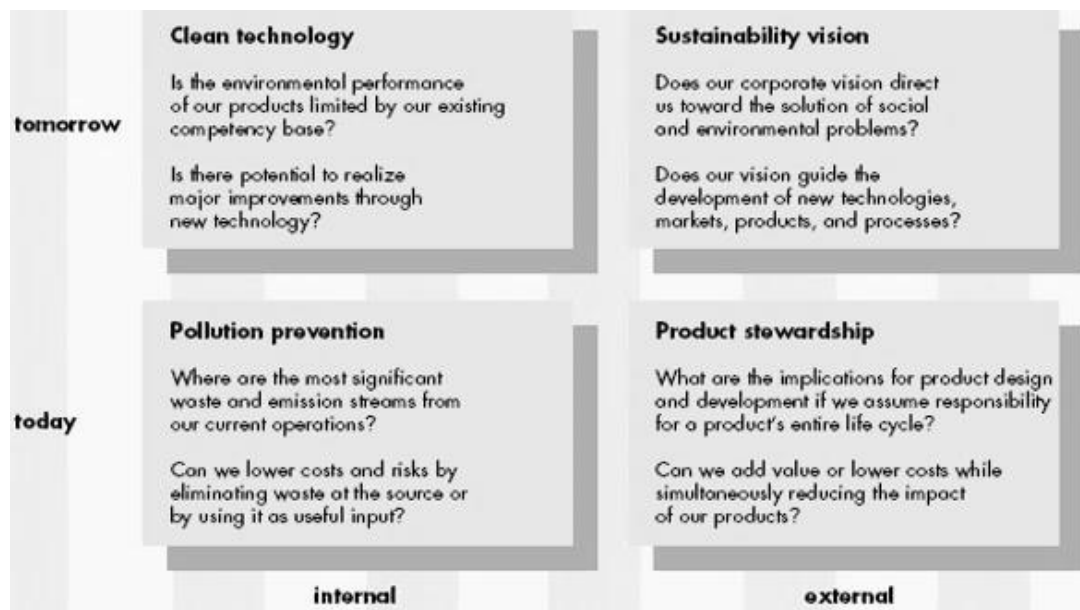 Clean technology
Is the environmental performance
of our products limited by our existing
competency base?
Is there potential to realize
major improvements through
new technology?
Sustainability vision
Does our corporate vision direct
us toward the solution of social
and environmental problems?
Does our vision guide the
development of new technologies,
markets, products, and processes?
tomorrow
Pollution prevention
Where are the most significant
waste and emission streams from
our current operations?
Can we lower costs and risks by
eliminating waste at the source or
by using it as useful input?
Product stewardship
What are the implications for product design
and development if we assume responsibility
for a product's entire life cycle?
Can we add value or lower costs while
simultaneously reducing the impact
of our products?
today
internal
external